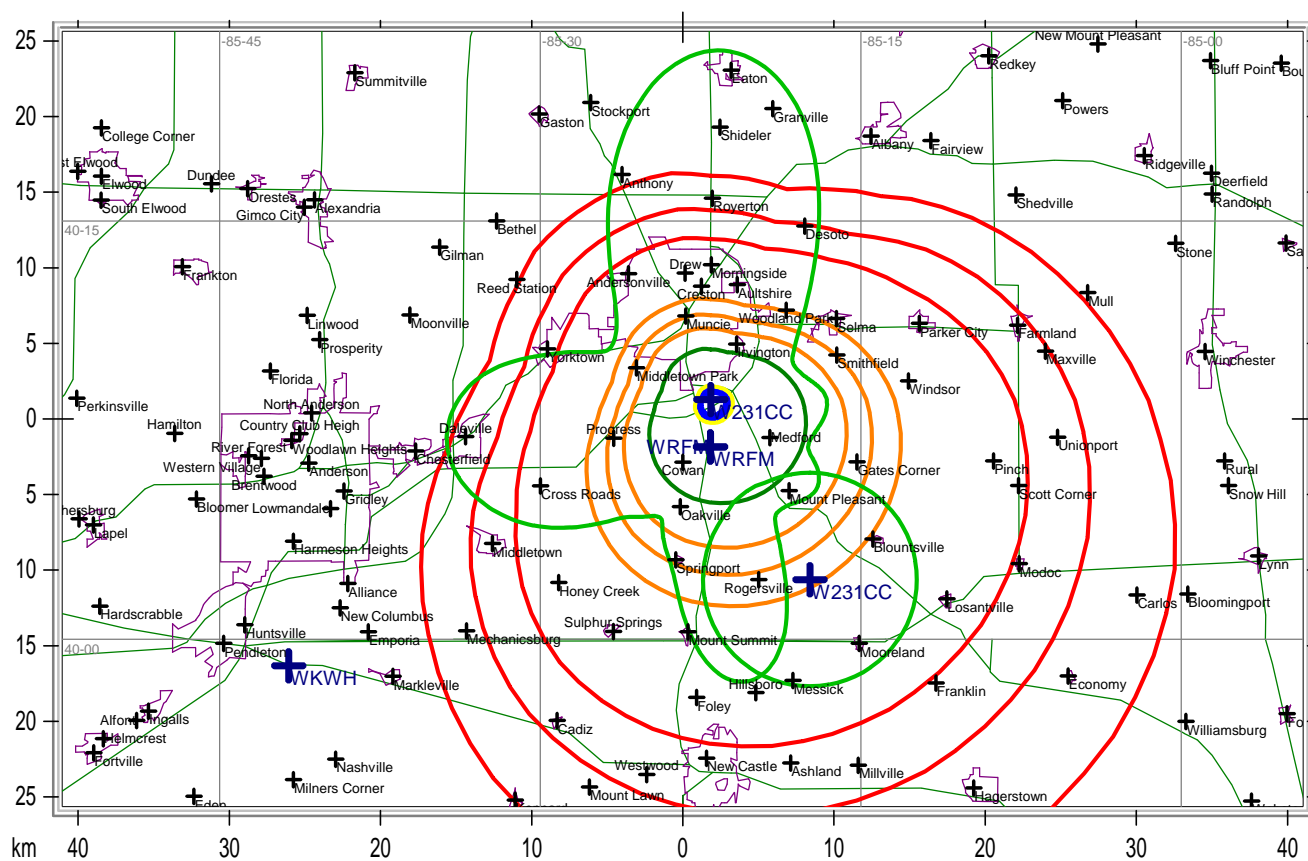 25
20
15
10
5
0
5
10
15
20
25
km
40
30
20
10
0
10
20
30
40
-85-45
-85-30
-85-15
-85-00
40-15
40-00
New Mount Pleasant
Redkey
Bluff Point
Summitville
Eaton
Powers
Stockport
Gaston
Granville
College Corner
Shideler
Albany
Fairview
Ridgeville
st Elwood
Elwood
Dundee
Drestes
Anthony
Deerfield
South Elwood
Gimco City
Alexandria
Roverton
Shedville
Randolph
Bethel
Desoto
Gilman
Stone
Sa
Frankton
Drew
Morningside
Reed Station
Andersonville
Creston
Aultshire
Mull
Linwood
Moonville
Muncie
Woodland Park
Selma
Parker City
Farmland
Prosperity
Yorktown
Irvington
Smithfield
Maxville
Winchester
Florida
Middletown Park
Windsor
Perkinsville
North Anderson
W231CC
Hamilton
Country Club Heigh
Daleville
Progress
Medford
Unionport
River Forest
Woodlawn Heights
Chesterfield
WRFM
WRFM
Western Village
Anderson
Cowan
Gates Corner
Pinch
Rural
Brentwood
Gridley
Cross Roads
Mount Pleasant
Scott Corner
Snow Hill
Bloomer
Lowmandale
Oakville
hersburg
Lapel
Harmeson Heights
Middletown
Blountsville
Lynn
Springport
Modoc
Alliance
Honey Creek
Rogersville
W231CC
Hardscrabble
New Columbus
Losantville
Carlos
Bloomingport
Huntsville
Emporia
Mechanicsburg
Sulphur Springs
Mount Summit
Pendleton
Mooreland
WKWH
Markleville
Hillsboro
Messick
Franklin
Economy
Foley
Alfont
Ingalls
Cadiz
Williamsburg
Helmcrest
Fortville
Nashville
Westwood
New Castle
Ashland
Millville
Milners Corner
Mount Lawn
Hagerstown
Eden